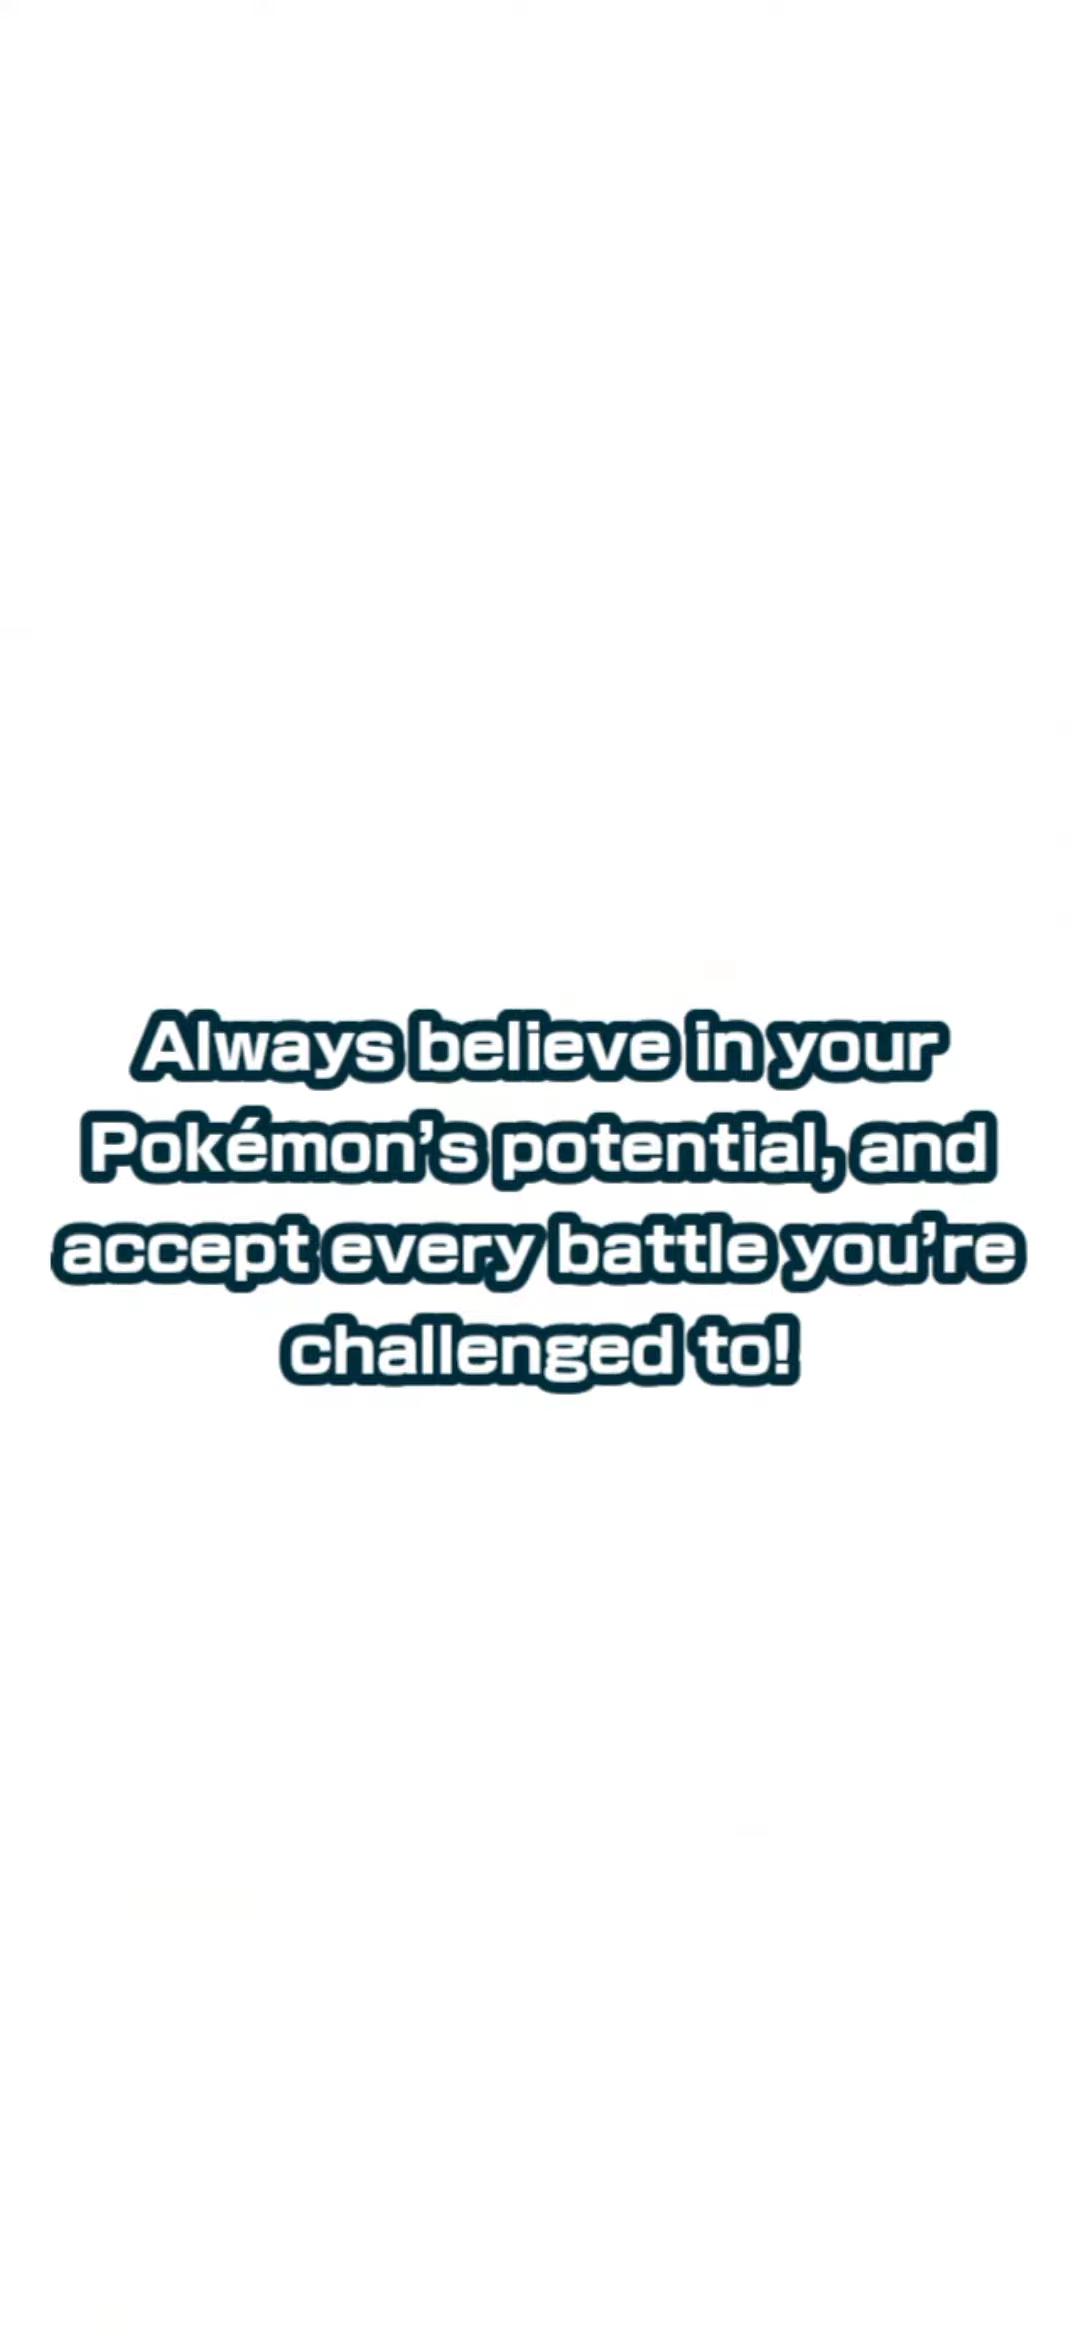 Always believe in your
Pokémon’s potential, and
accept every battle you’re
challenged to!